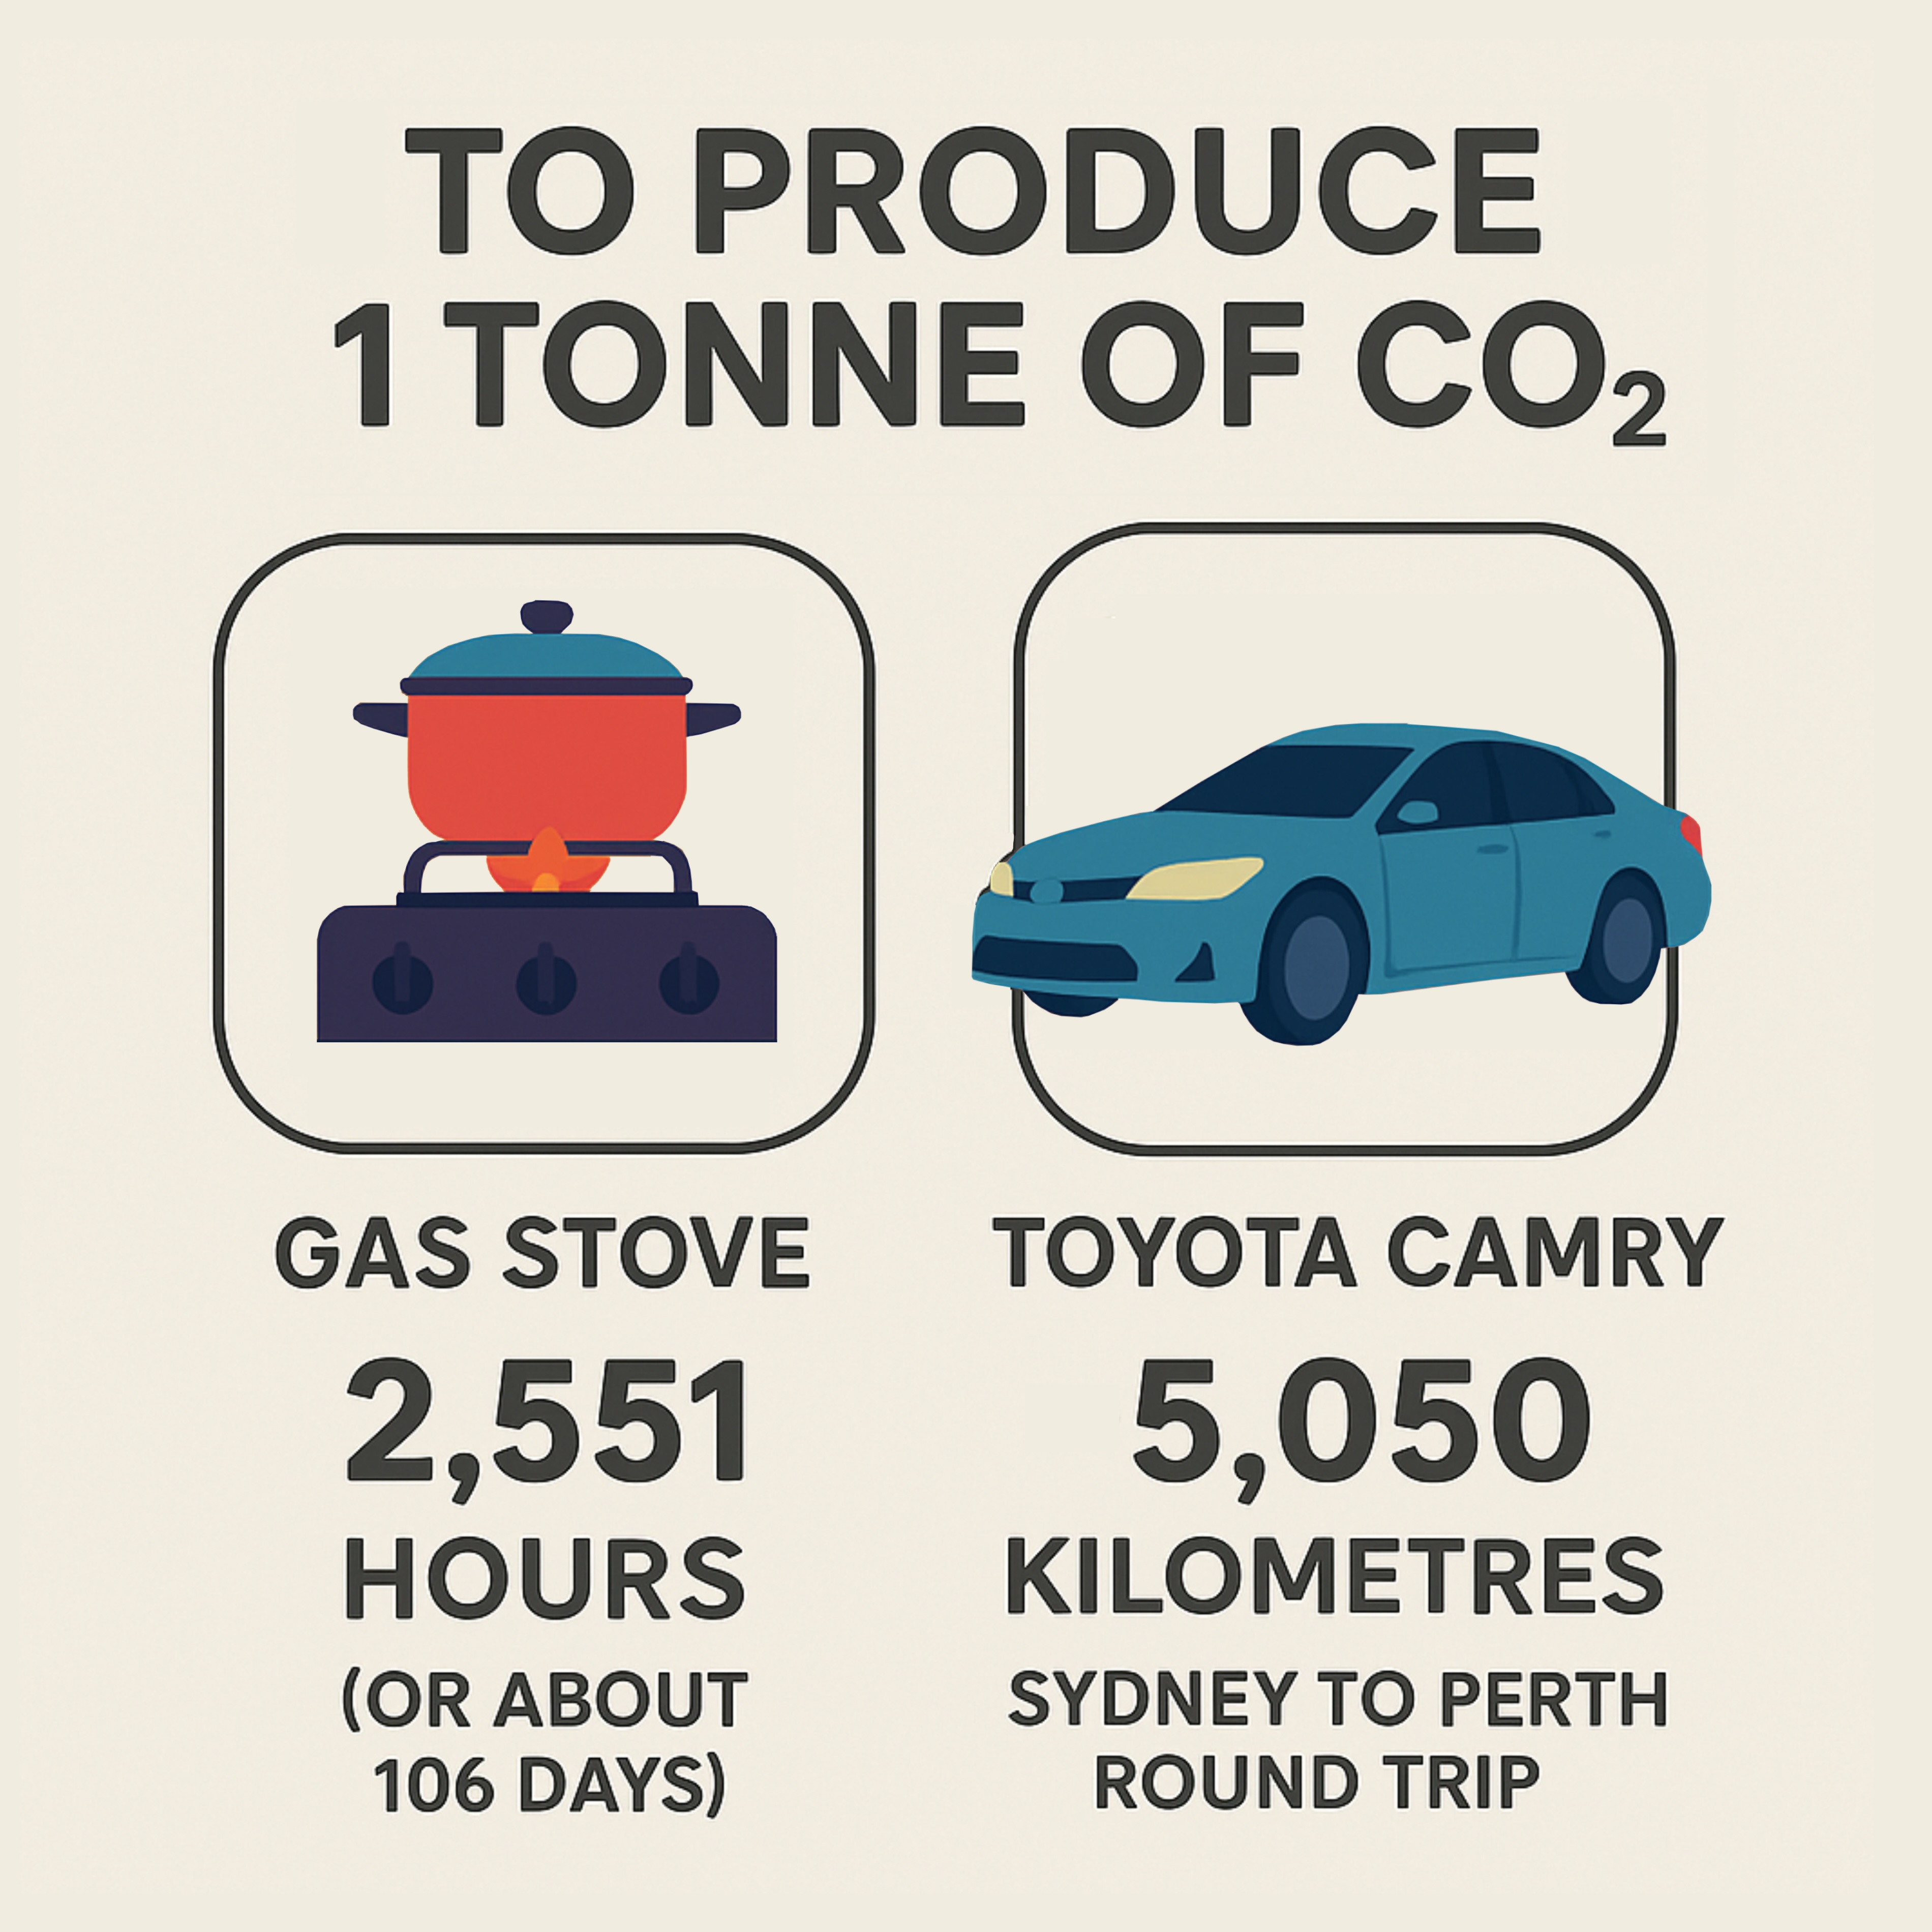 TO PRODUCE
1 TONNE OF CO₂
GAS STOVE
2,551
HOURS
(OR ABOUT
106 DAYS)
TOYOTA CAMRY
5,050
KILOMETRES
SYDNEY TO PERTH
ROUND TRIP